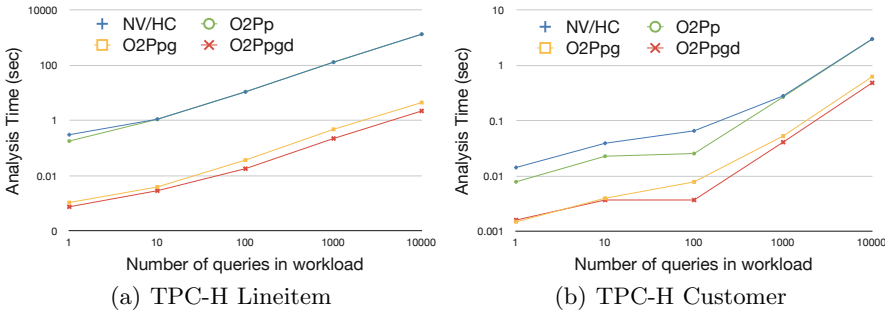 NV/HC O2Pp
O2Ppg O2Ppgd
Analysis Time (sec)
10000
100
1
0.01
0
1 10 100 1000 10000
Number of queries in workload
(a) TPC-H Lineitem
NV/HC O2Pp
O2Ppg O2Ppgd
Analysis Time (sec)
10
1
0.1
0.01
0.001
1 10 100 1000 10000
Number of queries in workload
(b) TPC-H Customer